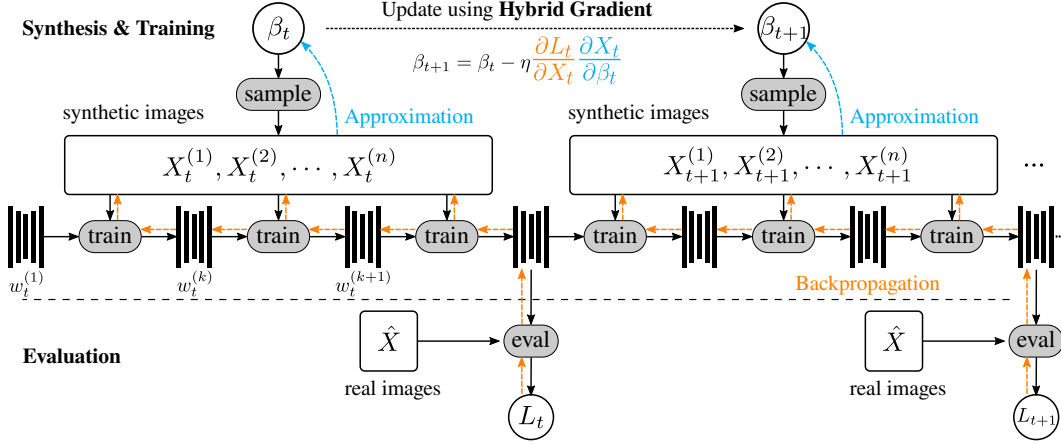 Synthesis & Training
β_t
Update using Hybrid Gradient
β_{t+1}
β_{t+1} = β_t − η ∂L_t/∂X_t ∂X_t/∂β_t
sample
sample
synthetic images
Approximation
synthetic images
Approximation
X_t^{(1)}, X_t^{(2)}, ⋯ , X_t^{(n)}
X_{t+1}^{(1)}, X_{t+1}^{(2)}, ⋯ , X_{t+1}^{(n)}
...
train
train
train
train
train
train
...
w_t^{(1)}
w_t^{(k)}
w_t^{(k+1)}
Backpropagation
Evaluation
X̂
eval
X̂
eval
real images
real images
L_t
L_{t+1}